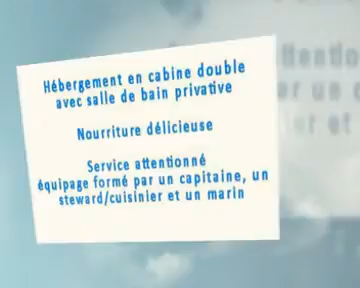 Hébergement en cabine double
avec salle de bain privative
Nourriture délicieuse
Service attentionné
équipage formé par un capitaine, un
steward/cuisinier et un marin